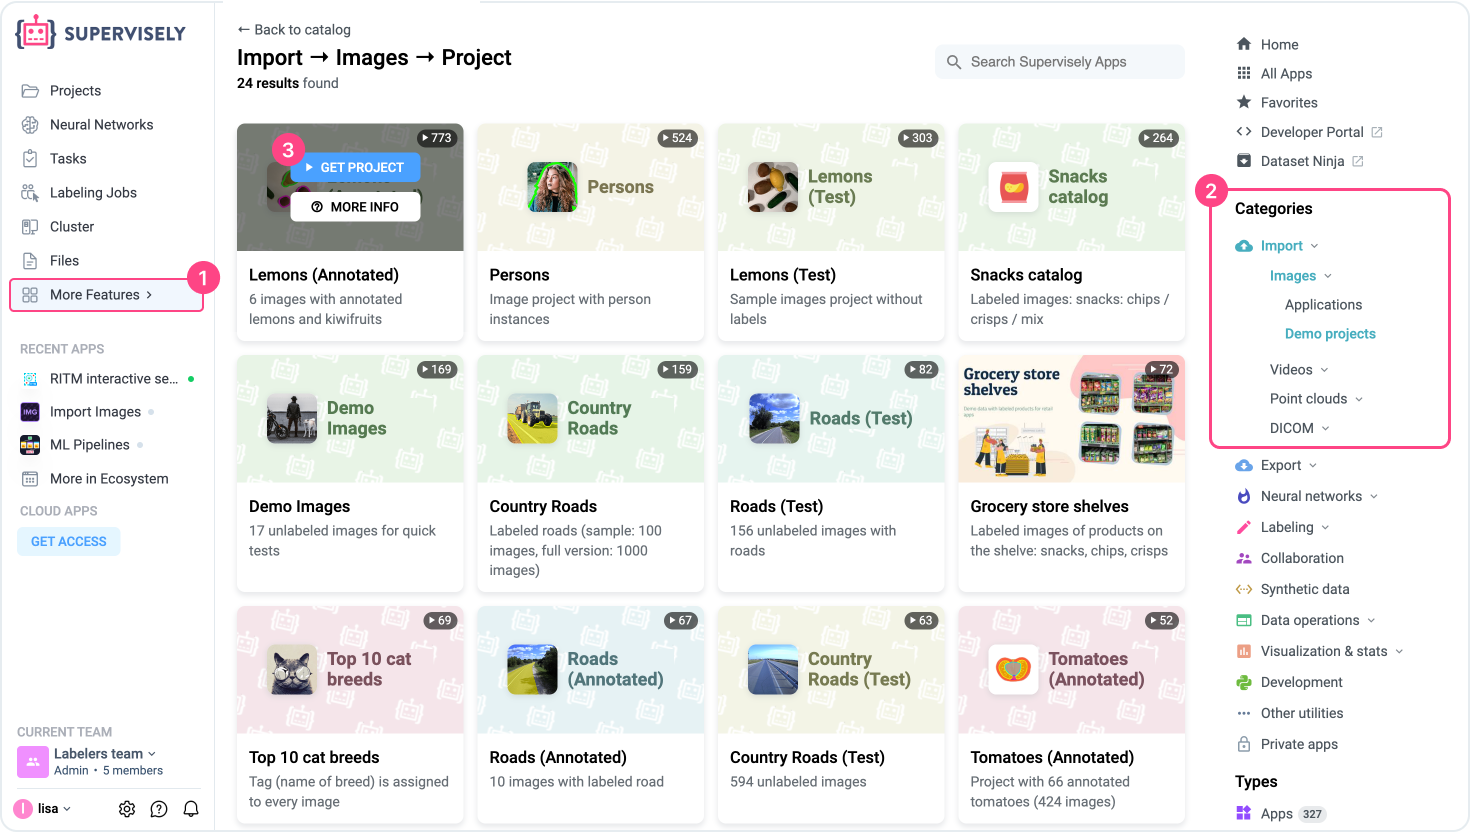 SUPERVISELY
Projects
Neural Networks
Tasks
Labeling Jobs
Cluster
Files
More Features
1
RECENT APPS
RITM interactive se...
IMG
Import Images
ML Pipelines
More in Ecosystem
CLOUD APPS
GET ACCESS
CURRENT TEAM
Labelers team
Admin • 5 members
l
lisa
← Back to catalog
Import → Images → Project
24 results found
Search Supervisely Apps
773
3
GET PROJECT
MORE INFO
Lemons (Annotated)
6 images with annotated
lemons and kiwifruits
524
Persons
Persons
Image project with person
instances
303
Lemons
(Test)
Lemons (Test)
Sample images project without
labels
264
Snacks
catalog
Snacks catalog
Labeled images: snacks: chips /
crisps / mix
169
Demo
Images
Demo Images
17 unlabeled images for quick
tests
159
Country
Roads
Country Roads
Labeled roads (sample: 100
images, full version: 1000
images)
82
Roads (Test)
Roads (Test)
156 unlabeled images with
roads
72
Grocery store
shelves
Demo data with labeled products for retail
apps
Grocery store shelves
Labeled images of products on
the shelve: snacks, chips, crisps
69
Top 10 cat
breeds
Top 10 cat breeds
Tag (name of breed) is assigned
to every image
67
Roads
(Annotated)
Roads (Annotated)
10 images with labeled road
63
Country
Roads (Test)
Country Roads (Test)
594 unlabeled images
52
Tomatoes
(Annotated)
Tomatoes (Annotated)
Project with 66 annotated
tomatoes (424 images)
Home
All Apps
Favorites
Developer Portal
Dataset Ninja
2
Categories
Import
Images
Applications
Demo projects
Videos
Point clouds
DICOM
Export
Neural networks
Labeling
Collaboration
Synthetic data
Data operations
Visualization & stats
Development
Other utilities
Private apps
Types
Apps 327